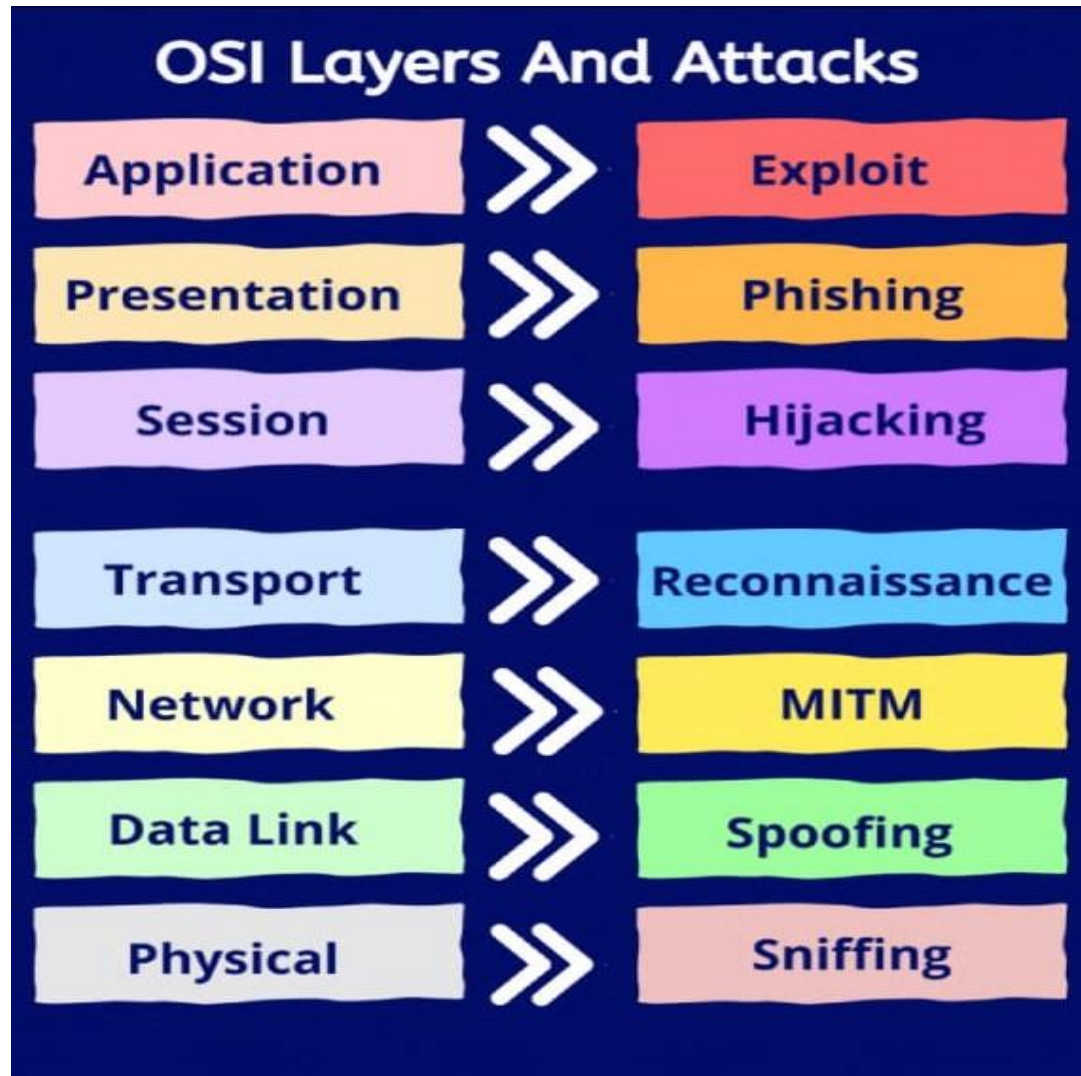 OSI Layers And Attacks
Application Exploit
Presentation Phishing
Session Hijacking
Transport Reconnaissance
Network MITM
Data Link Spoofing
Physical Sniffing